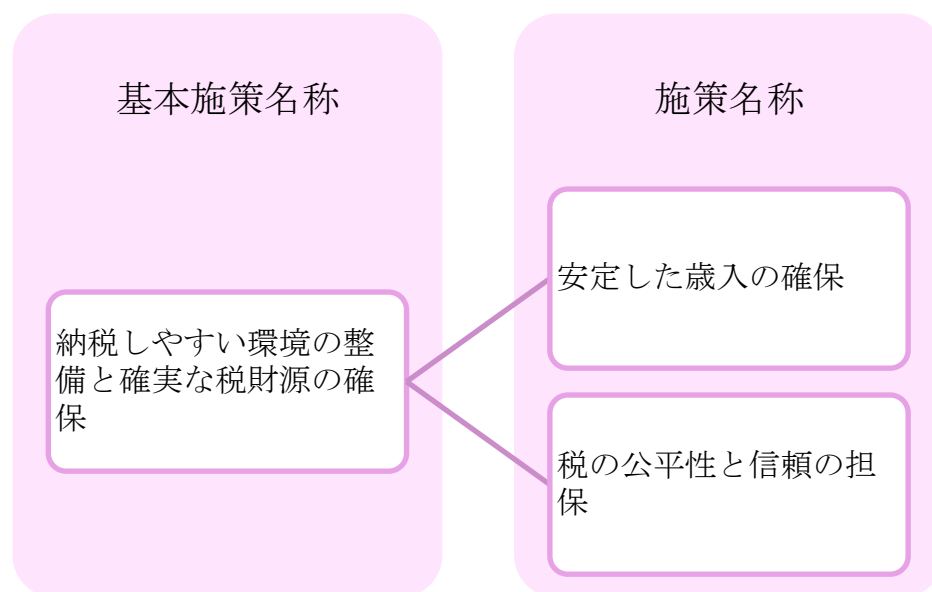 基本施策名称
施策名称
納税しやすい環境の整
備と確実な税財源の確
保
安定した歳入の確保
税の公平性と信頼の担
保